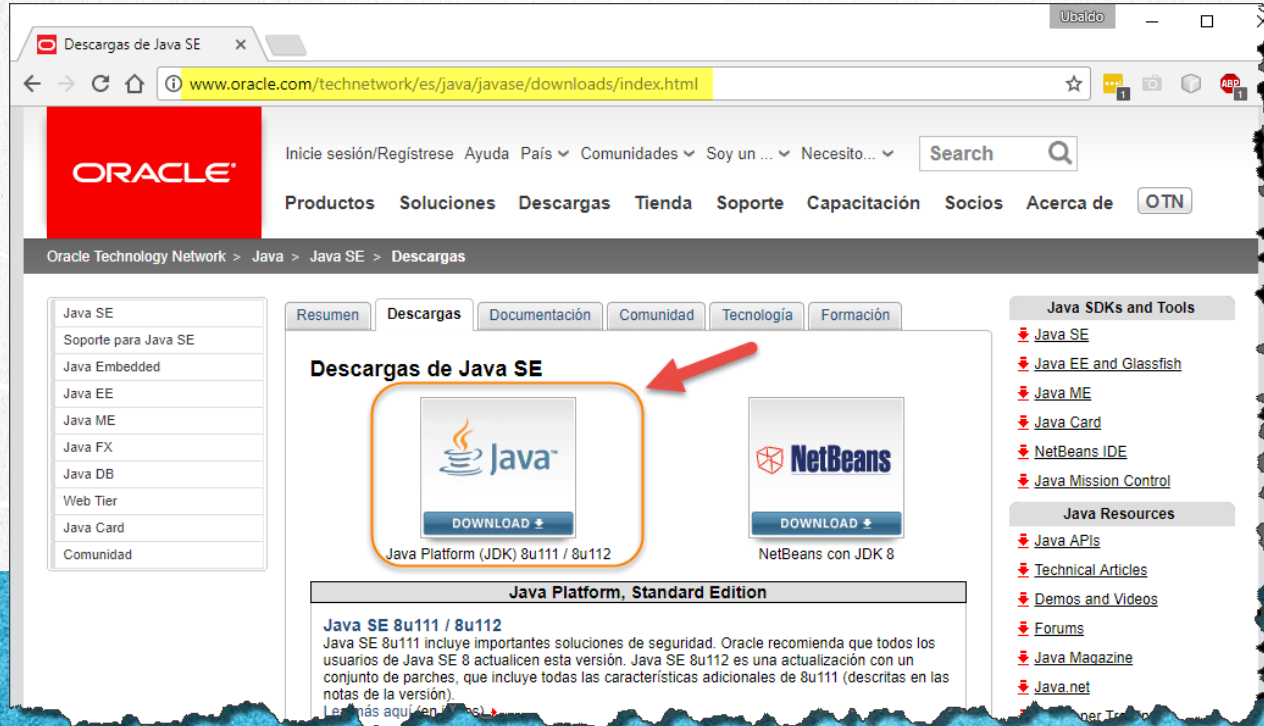 Ubaldo
Descargas de Java SE
www.oracle.com/technetwork/es/java/javase/downloads/index.html
1
ABP
1
ORACLE
Inicie sesión/Regístrese Ayuda País Comunidades Soy un ... Necesito... Search
Productos Soluciones Descargas Tienda Soporte Capacitación Socios Acerca de OTN
Oracle Technology Network > Java > Java SE > Descargas
Java SE
Soporte para Java SE
Java Embedded
Java EE
Java ME
Java FX
Java DB
Web Tier
Java Card
Comunidad
Resumen Descargas Documentación Comunidad Tecnología Formación
Descargas de Java SE
Java™
DOWNLOAD
Java Platform (JDK) 8u111 / 8u112
NetBeans
DOWNLOAD
NetBeans con JDK 8
Java Platform, Standard Edition
Java SE 8u111 / 8u112
Java SE 8u111 incluye importantes soluciones de seguridad. Oracle recomienda que todos los
usuarios de Java SE 8 actualicen esta versión. Java SE 8u112 es una actualización con un
conjunto de parches, que incluye todas las características adicionales de 8u111 (descritas en las
notas de la versión).
más aquí
Java SDKs and Tools
Java SE
Java EE and Glassfish
Java ME
Java Card
NetBeans IDE
Java Mission Control
Java Resources
Java APIs
Technical Articles
Demos and Videos
Forums
Java Magazine
Java.net